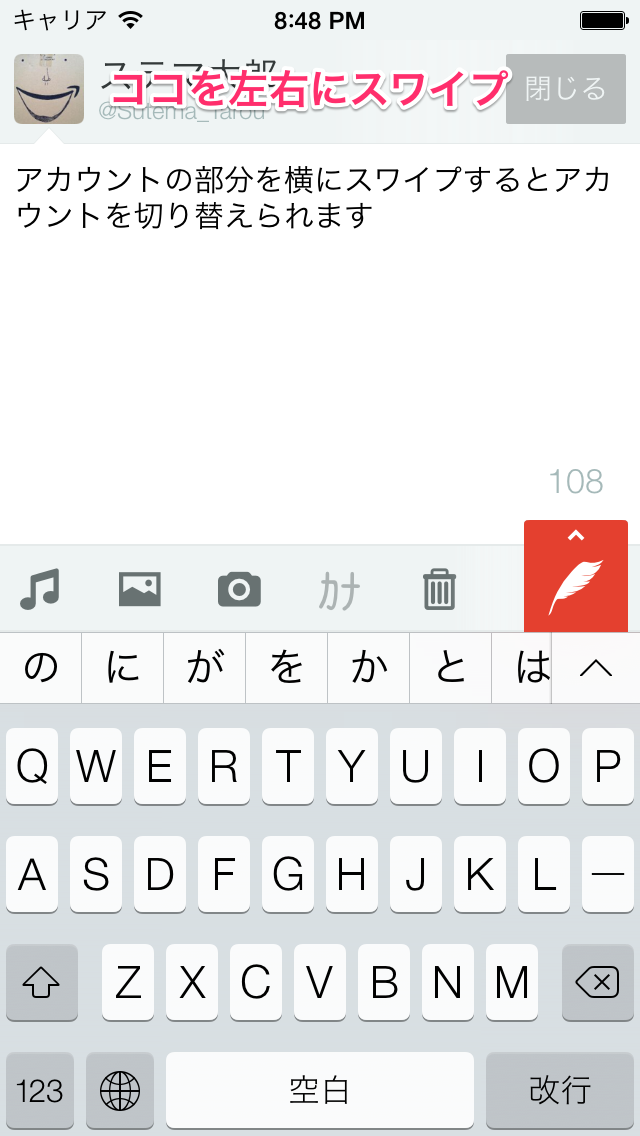 キャリア 8:48 PM
ステマ太郎
ココを左右にスワイプ
閉じる
@Sutema_Tarou
アカウントの部分を横にスワイプするとアカ
ウントを切り替えられます
108
カナ
の に が を か と は
Q W E R T Y U I O P
A S D F G H J K L ー
Z X C V B N M
123 空白 改行